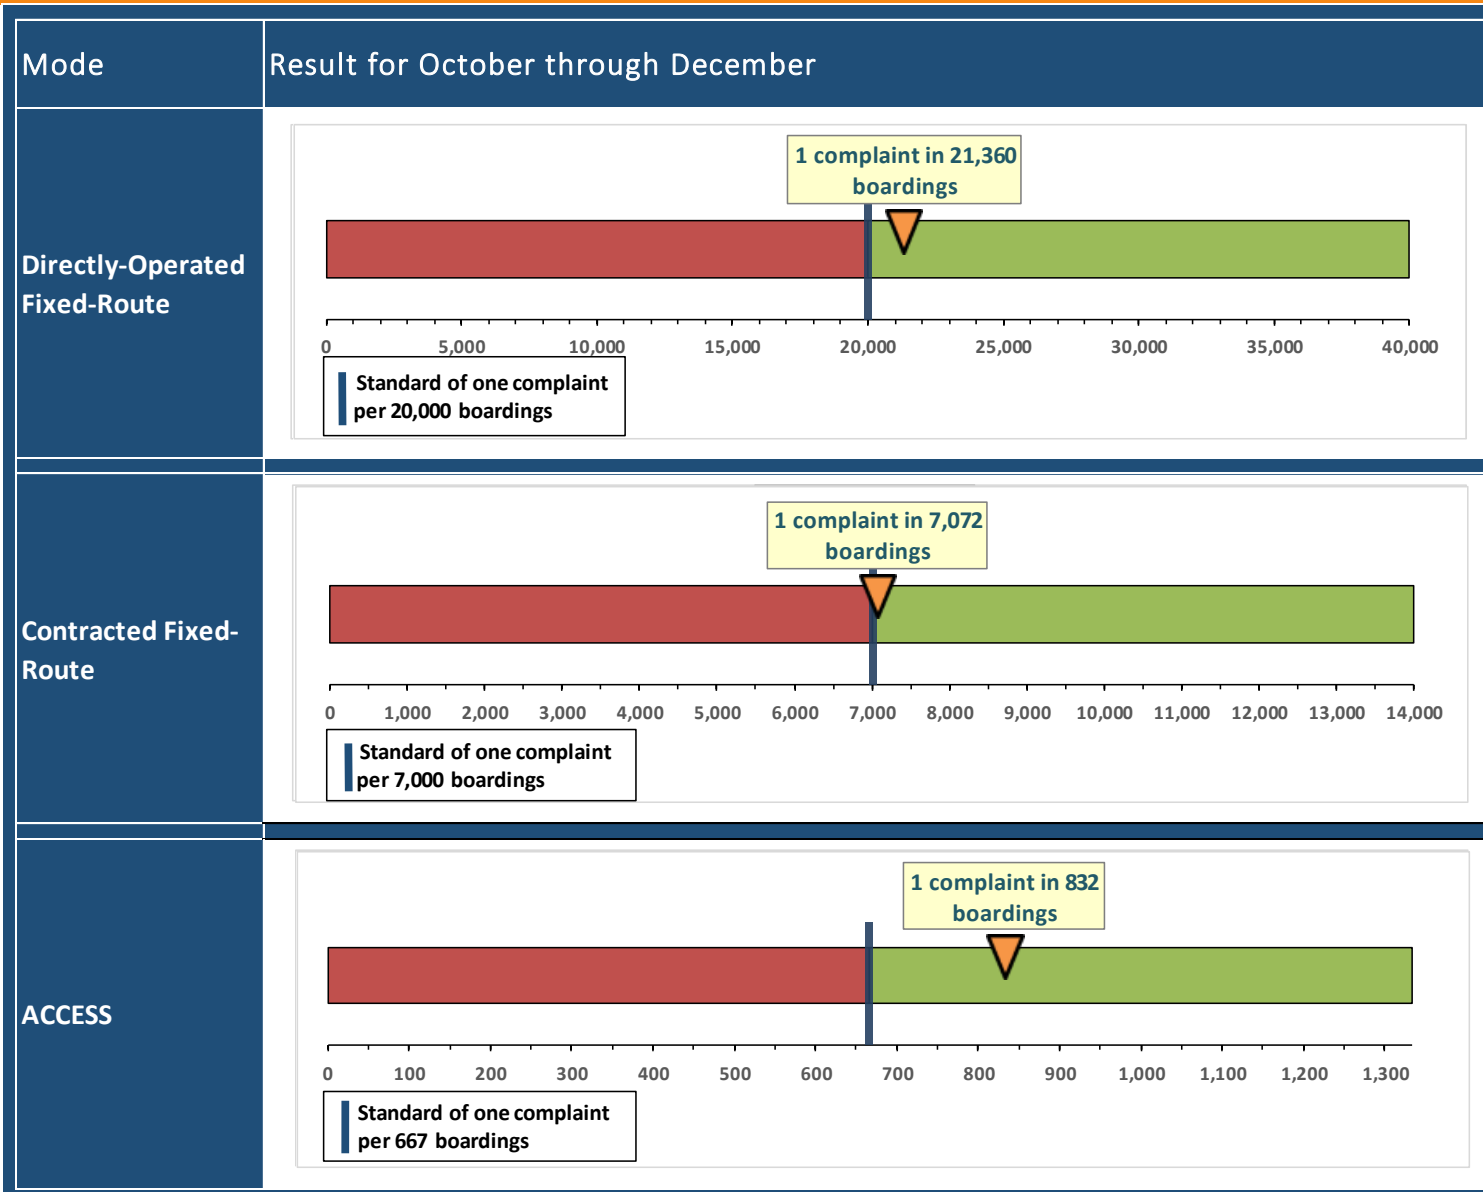 Mode
Result for October through December
Directly-Operated
Fixed-Route
1 complaint in 21,360
boardings
0 5,000 10,000 15,000 20,000 25,000 30,000 35,000 40,000
Standard of one complaint
per 20,000 boardings
Contracted Fixed-
Route
1 complaint in 7,072
boardings
0 1,000 2,000 3,000 4,000 5,000 6,000 7,000 8,000 9,000 10,000 11,000 12,000 13,000 14,000
Standard of one complaint
per 7,000 boardings
ACCESS
1 complaint in 832
boardings
0 100 200 300 400 500 600 700 800 900 1,000 1,100 1,200 1,300
Standard of one complaint
per 667 boardings